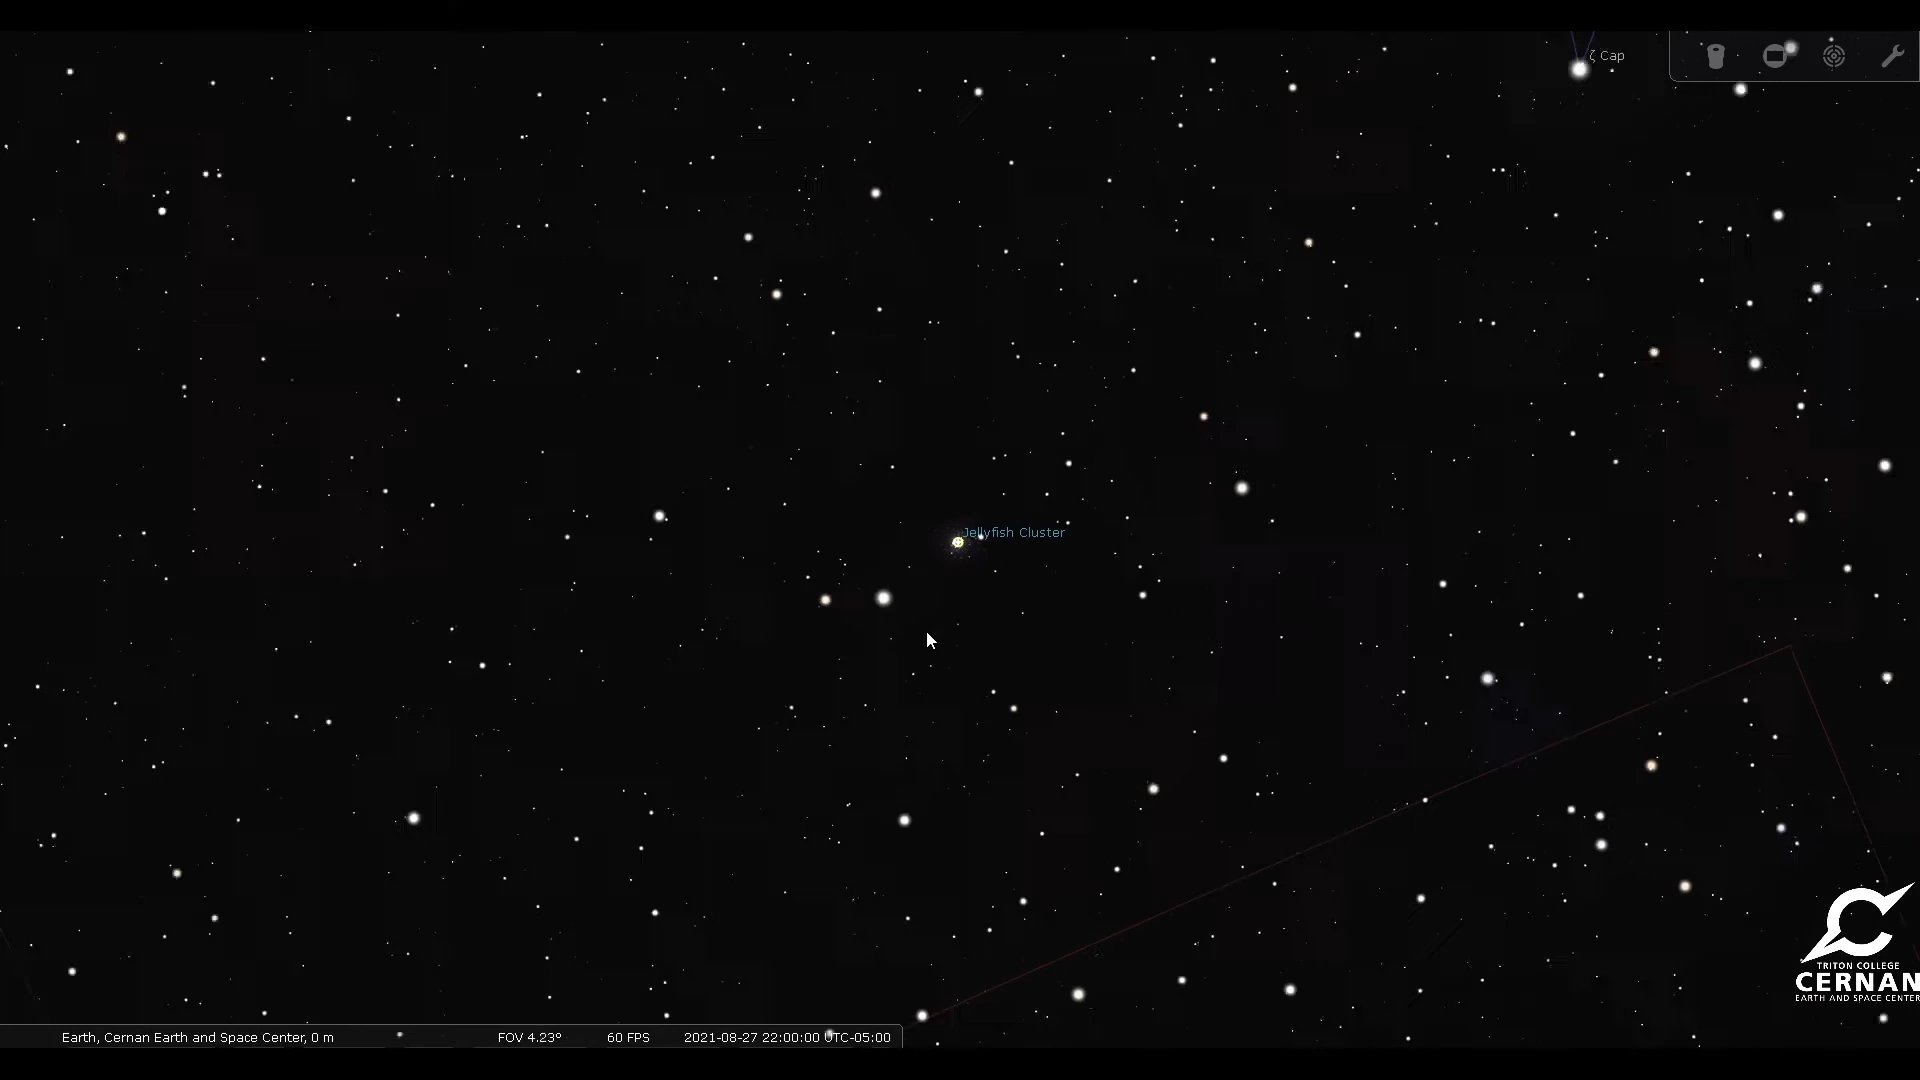 ζ Cap
Jellyfish Cluster
TRITON COLLEGE
CERNAN
EARTH AND SPACE CENTER
Earth, Cernan Earth and Space Center, 0 m FOV 4.23° 60 FPS 2021-08-27 22:00:00 UTC-05:00